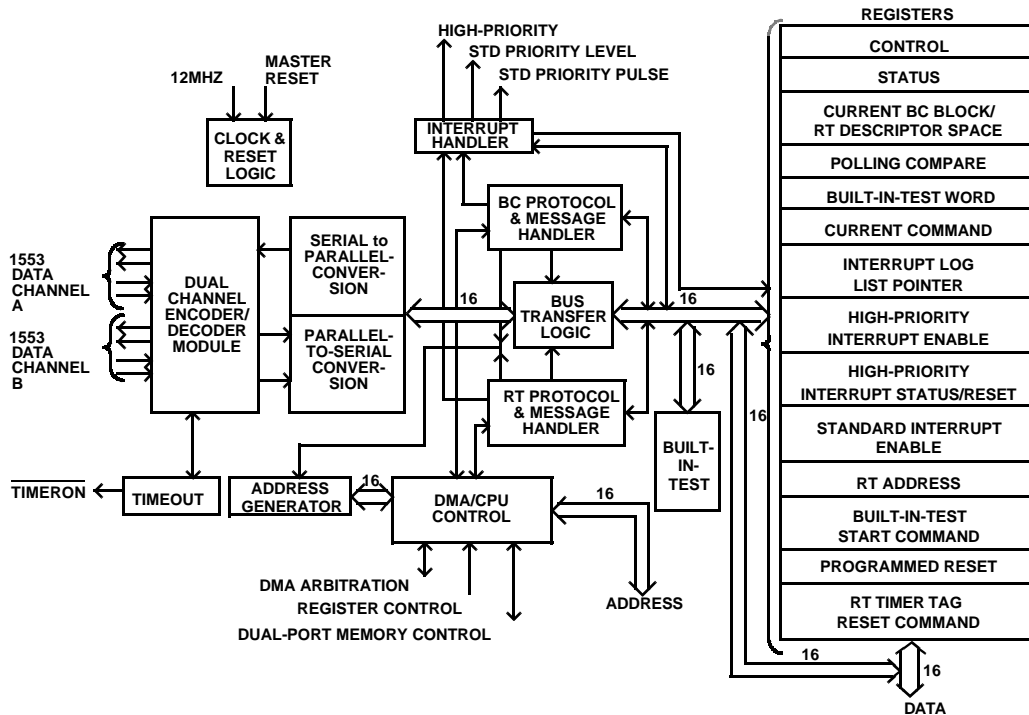 HIGH-PRIORITY
STD PRIORITY LEVEL
STD PRIORITY PULSE
12MHZ
MASTER
RESET
CLOCK &
RESET
LOGIC
INTERRUPT
HANDLER
BC PROTOCOL
& MESSAGE
HANDLER
1553
DATA
CHANNEL
A
1553
DATA
CHANNEL
B
DUAL
CHANNEL
ENCODER/
DECODER
MODULE
SERIAL to
PARALLEL-
CONVER-
SION
PARALLEL-
TO-SERIAL
CONVER-
SION
16
BUS
TRANSFER
LOGIC
16
RT PROTOCOL
& MESSAGE
HANDLER
16
BUILT-
IN-
TEST
16
TIMERON
TIMEOUT
ADDRESS
GENERATOR
16
DMA/CPU
CONTROL
16
DMA ARBITRATION
REGISTER CONTROL
DUAL-PORT MEMORY CONTROL
ADDRESS
REGISTERS
CONTROL
STATUS
CURRENT BC BLOCK/
RT DESCRIPTOR SPACE
POLLING COMPARE
BUILT-IN-TEST WORD
CURRENT COMMAND
INTERRUPT LOG
LIST POINTER
HIGH-PRIORITY
INTERRUPT ENABLE
HIGH-PRIORITY
INTERRUPT STATUS/RESET
STANDARD INTERRUPT
ENABLE
RT ADDRESS
BUILT-IN-TEST
START COMMAND
PROGRAMMED RESET
RT TIMER TAG
RESET COMMAND
16
16
DATA